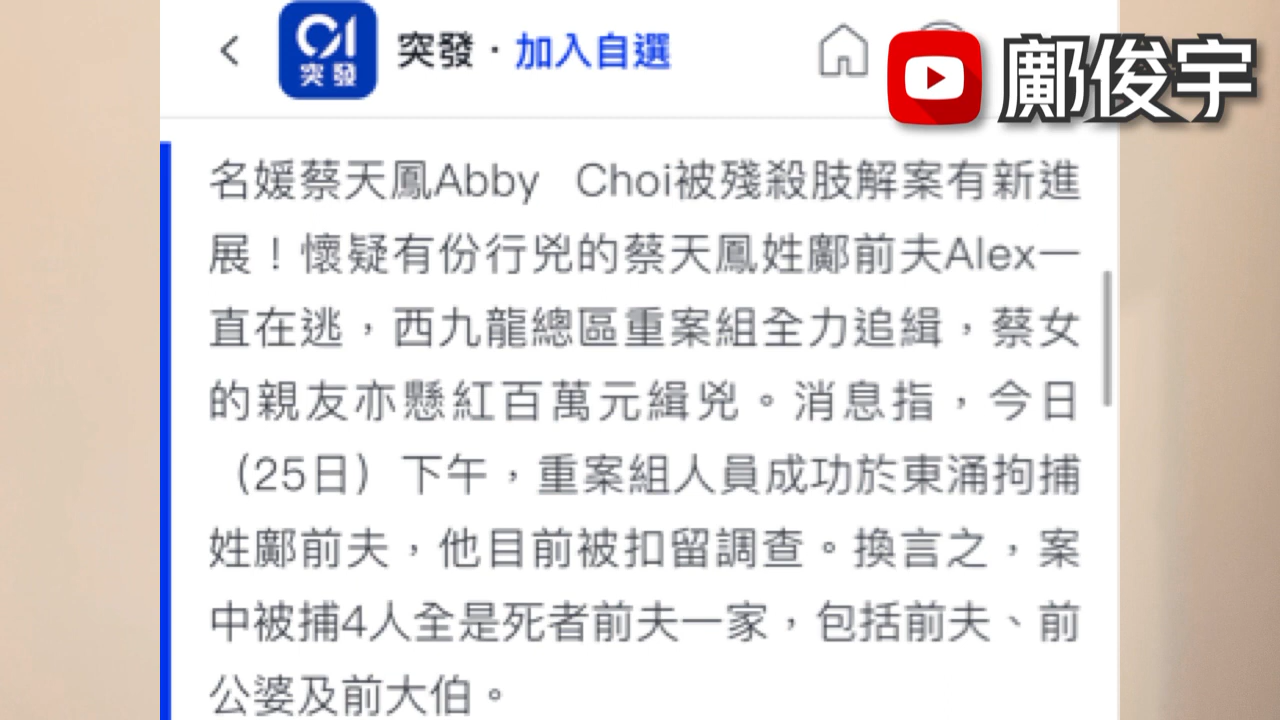 01
突發
突發・加入自選
鄺俊宇
名媛蔡天鳳Abby Choi被殘殺肢解案有新進
展！懷疑有份行兇的蔡天鳳姓鄺前夫Alex一
直在逃，西九龍總區重案組全力追緝，蔡女
的親友亦懸紅百萬元緝兇。消息指，今日
（25日）下午，重案組人員成功於東涌拘捕
姓鄺前夫，他目前被扣留調查。換言之，案
中被捕4人全是死者前夫一家，包括前夫、前
公婆及前大伯。